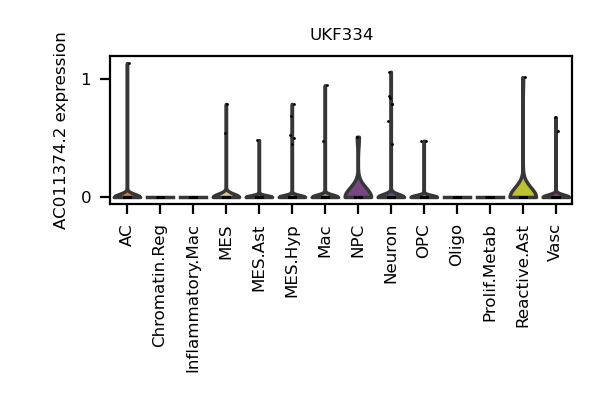 UKF334
AC011374.2 expression
1
0
AC
Chromatin.Reg
Inflammatory.Mac
MES
MES.Ast
MES.Hyp
Mac
NPC
Neuron
OPC
Oligo
Prolif.Metab
Reactive.Ast
Vasc